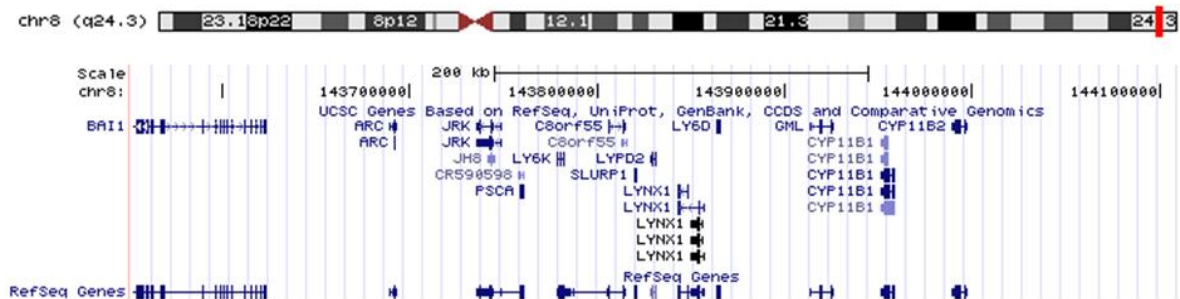 chr8 (q24.3) 23.1 8p22 8p12 12.1 21.3 24 3
Scale 200 kb
chr8: 143700000 143800000 143900000 144000000 144100000
UCSC Genes Based on RefSeq, UniProt, GenBank, CCDS and Comparative Genomics
BAI1 ARC JRK C8orf55 LY6D GML CYP11B2
ARC JRK C8orf55 CYP11B1
JH8 LY6K LYPD2 CYP11B1
CR590598 SLURP1 CYP11B1
PSCA LYNX1 CYP11B1
LYNX1 CYP11B1
LYNX1
LYNX1
LYNX1
RefSeq Genes
RefSeq Genes